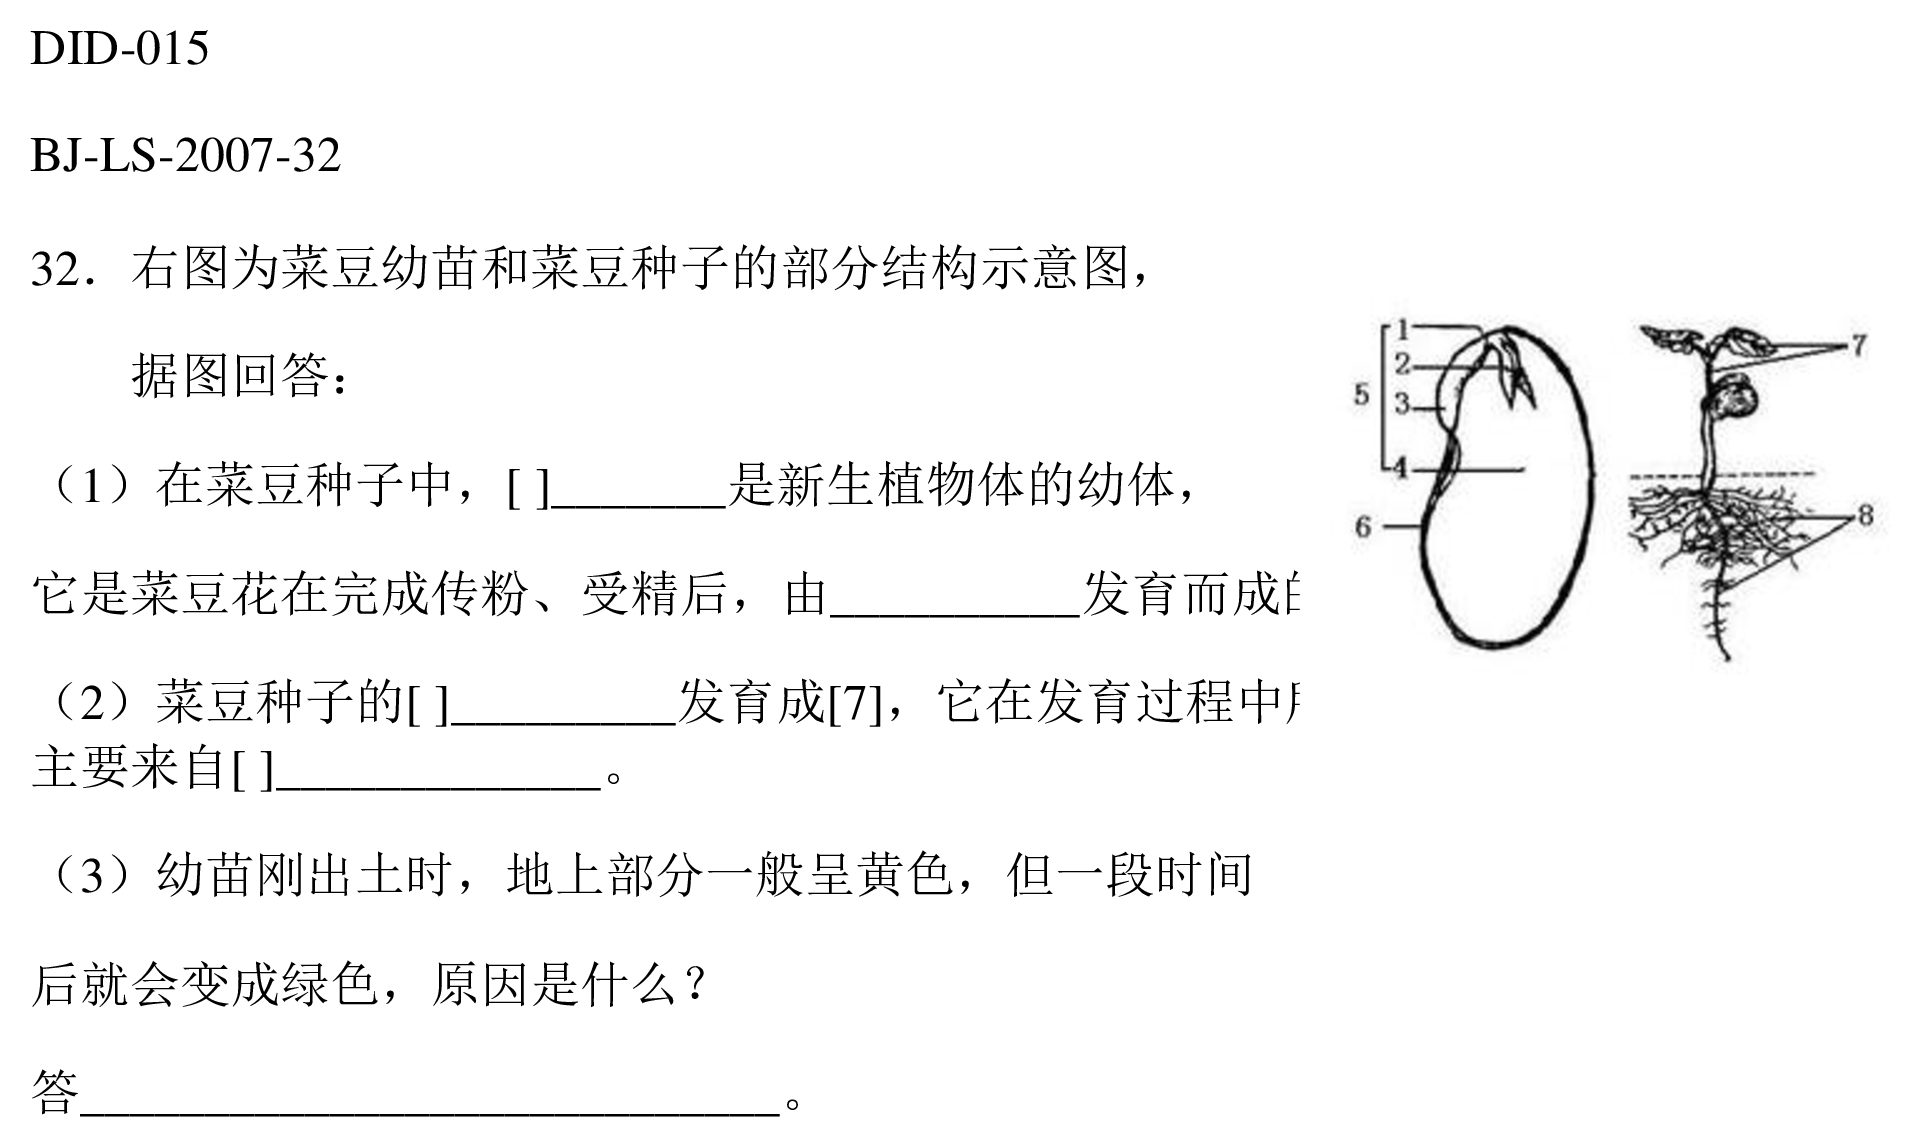 DID-015
BJ-LS-2007-32
32．右图为菜豆幼苗和菜豆种子的部分结构示意图，
据图回答：
（1）在菜豆种子中，[ ]_______是新生植物体的幼体，
它是菜豆花在完成传粉、受精后，由__________发育而成
（2）菜豆种子的[ ]_________发育成[7]，它在发育过程中
主要来自[ ]_____________。
（3）幼苗刚出土时，地上部分一般呈黄色，但一段时间
后就会变成绿色，原因是什么？
答____________________________。
1
2
3
4
5
6
7
8